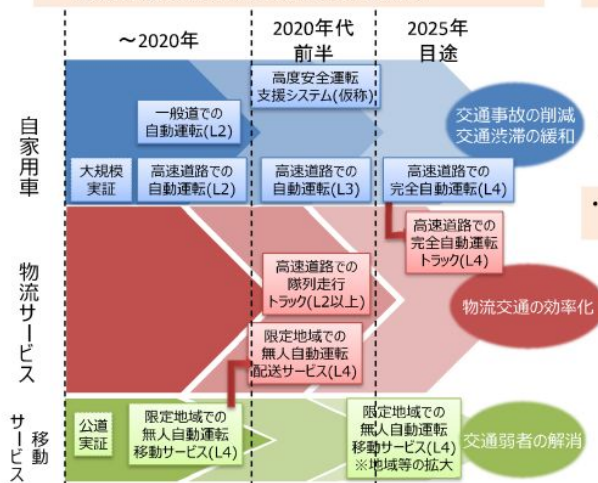 ～2020年
2020年代
前半
2025年
目途
自家用車
高度安全運転
支援システム(仮称)
一般道での
自動運転(L2)
大規模
実証
高速道路での
自動運転(L2)
高速道路での
自動運転(L3)
高速道路での
完全自動運転(L4)
交通事故の削減
交通渋滞の緩和
物流サービス
高速道路での
完全自動運転
トラック(L4)
高速道路での
隊列走行
トラック(L2以上)
限定地域での
無人自動運転
配送サービス(L4)
物流交通の効率化
移動
サービス
公道
実証
限定地域での
無人自動運転
移動サービス(L4)
限定地域での
無人自動運転
移動サービス(L4)
※地域等の拡大
交通弱者の解消